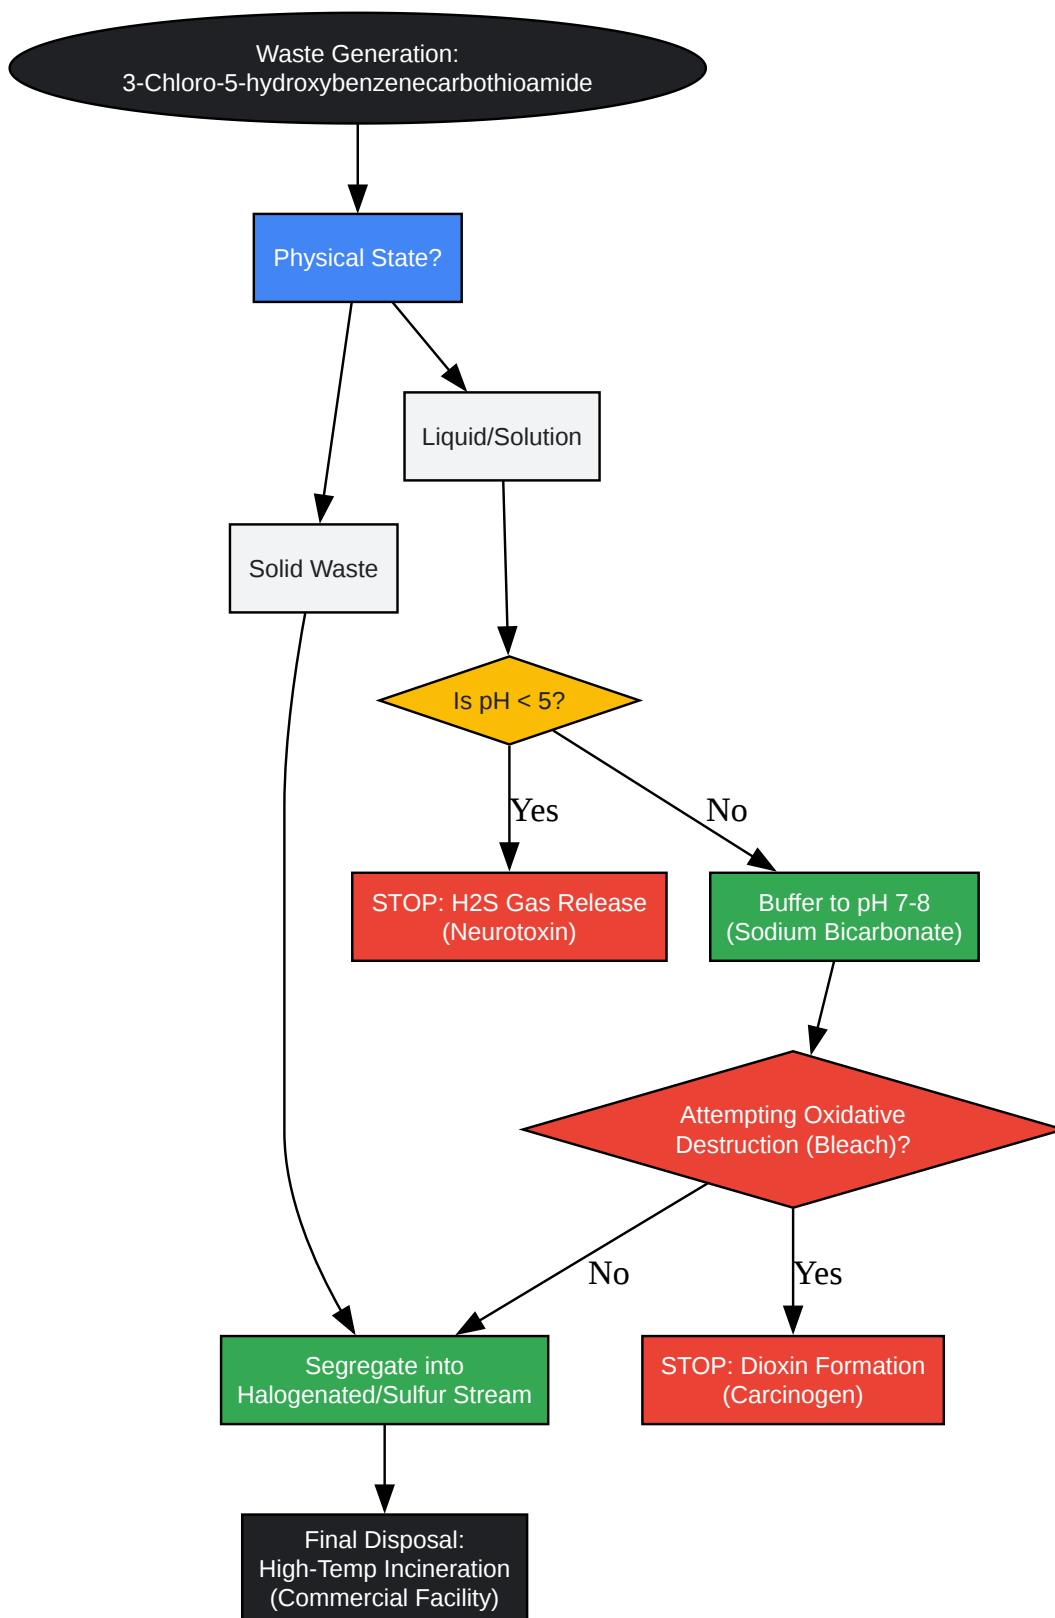 Waste Generation:
3-Chloro-5-hydroxybenzenecarbothioamide
Physical State?
Liquid/Solution
Solid Waste
Is pH < 5?
Yes
No
STOP: H2S Gas Release
(Neurotoxin)
Buffer to pH 7-8
(Sodium Bicarbonate)
Attempting Oxidative
Destruction (Bleach)?
No
Yes
Segregate into
Halogenated/Sulfur Stream
STOP: Dioxin Formation
(Carcinogen)
Final Disposal:
High-Temp Incineration
(Commercial Facility)